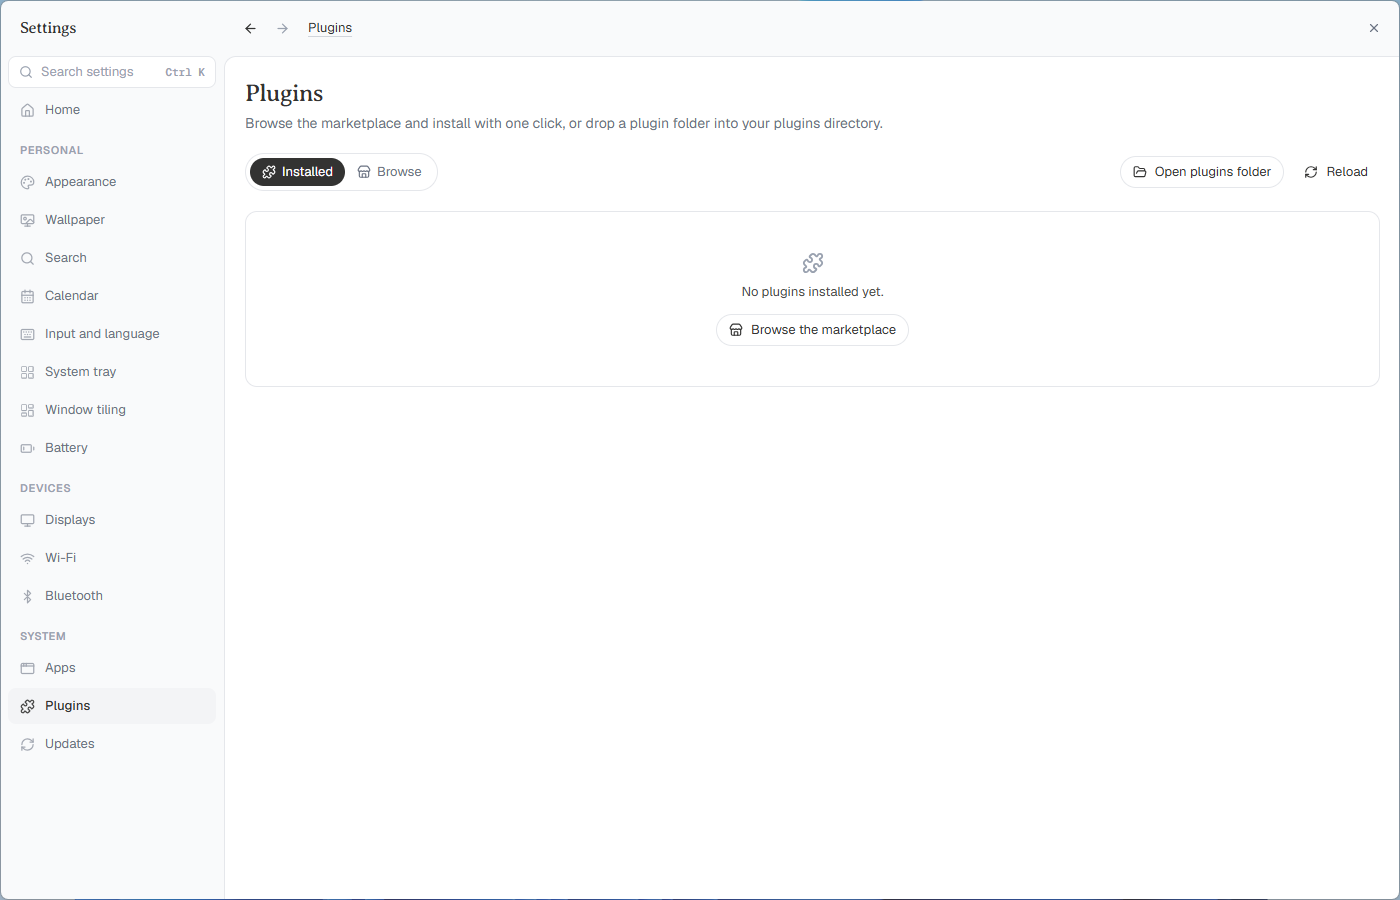 Settings
Plugins
Search settings Ctrl K
Home
PERSONAL
Appearance
Wallpaper
Search
Calendar
Input and language
System tray
Window tiling
Battery
DEVICES
Displays
Wi-Fi
Bluetooth
SYSTEM
Apps
Plugins
Updates
Plugins
Browse the marketplace and install with one click, or drop a plugin folder into your plugins directory.
Installed Browse Open plugins folder Reload
No plugins installed yet.
Browse the marketplace